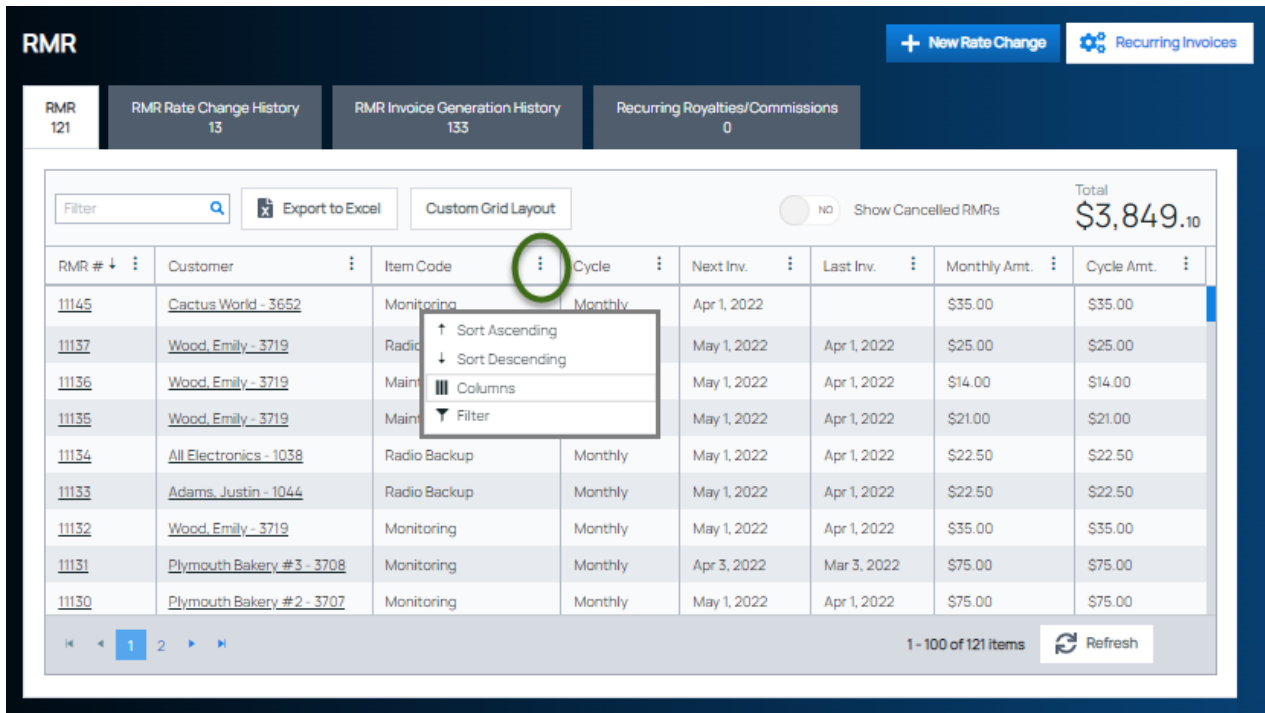 RMR
New Rate Change
Recurring Invoices
RMR RMR Rate Change History RMR Invoice Generation History Recurring Royalties/Commissions
121 13 133 0
Filter Export to Excel Custom Grid Layout NO Show Cancelled RMRs
Total
$3,849.10
RMR # ↓ Customer Item Code Cycle Next Inv. Last Inv. Monthly Amt. Cycle Amt.
11145 Cactus World - 3652 Monitoring Monthly Apr 1, 2022 $35.00 $35.00
↑ Sort Ascending
11137 Wood, Emily - 3719 Radio May 1, 2022 Apr 1, 2022 $25.00 $25.00
↓ Sort Descending
11136 Wood, Emily - 3719 Maint May 1, 2022 Apr 1, 2022 $14.00 $14.00
Columns
11135 Wood, Emily - 3719 Maint May 1, 2022 Apr 1, 2022 $21.00 $21.00
Filter
11134 All Electronics - 1038 Radio Backup Monthly May 1, 2022 Apr 1, 2022 $22.50 $22.50
11133 Adams, Justin - 1044 Radio Backup Monthly May 1, 2022 Apr 1, 2022 $22.50 $22.50
11132 Wood, Emily - 3719 Monitoring Monthly May 1, 2022 Apr 1, 2022 $35.00 $35.00
11131 Plymouth Bakery #3 - 3708 Monitoring Monthly Apr 3, 2022 Mar 3, 2022 $75.00 $75.00
11130 Plymouth Bakery #2 - 3707 Monitoring Monthly May 1, 2022 Apr 1, 2022 $75.00 $75.00
1 2 1 - 100 of 121 items Refresh